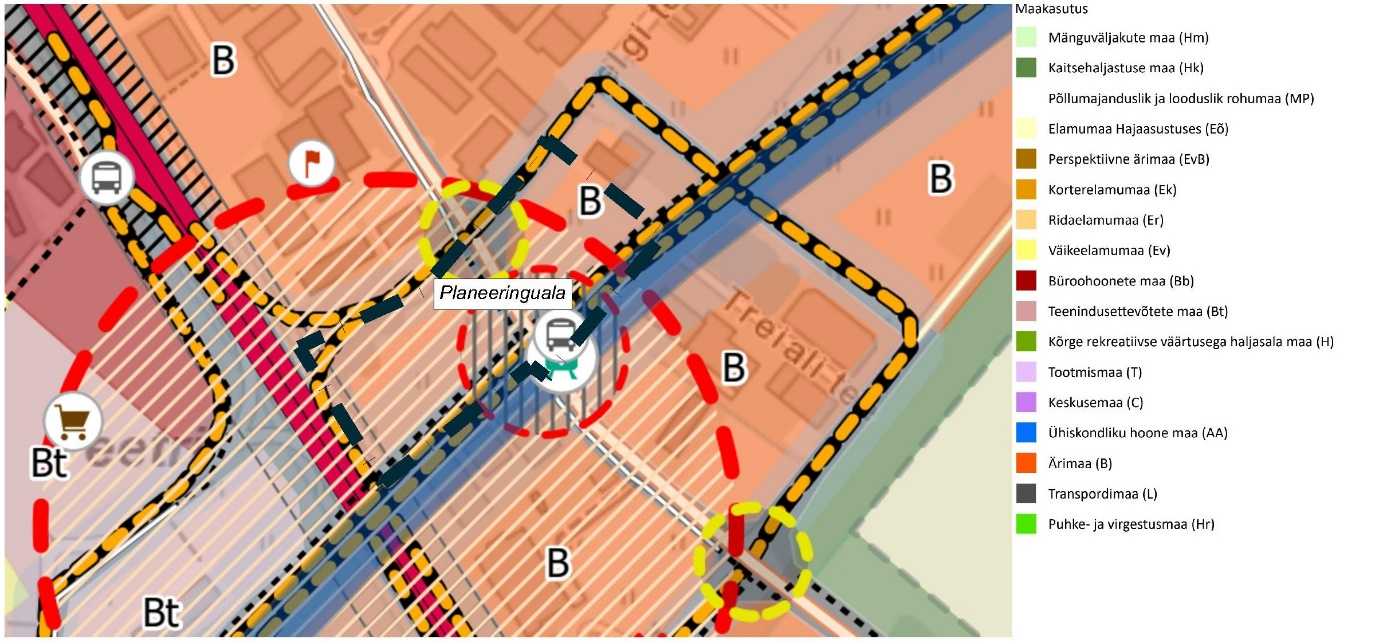 Maakasutus
Mänguväljakute maa (Hm)
Kaitsehaljastuse maa (Hk)
Põllumajanduslik ja looduslik rohumaa (MP)
Elamumaa Hajaasustuses (Eõ)
Perspektiivne ärimaa (EvB)
Korterelamumaa (Ek)
Ridaelamumaa (Er)
Väikeelamumaa (Ev)
Büroohoonete maa (Bb)
Teenindusettevõtete maa (Bt)
Kõrge rekreatiivse väärtusega haljasala maa (H)
Tootmismaa (T)
Keskusemaa (C)
Ühiskondliku hoone maa (AA)
Ärimaa (B)
Transpordimaa (L)
Puhke- ja virgestusmaa (Hr)
B
B
B
Planeeringuala
Treiali te
B
Bt
B
Bt